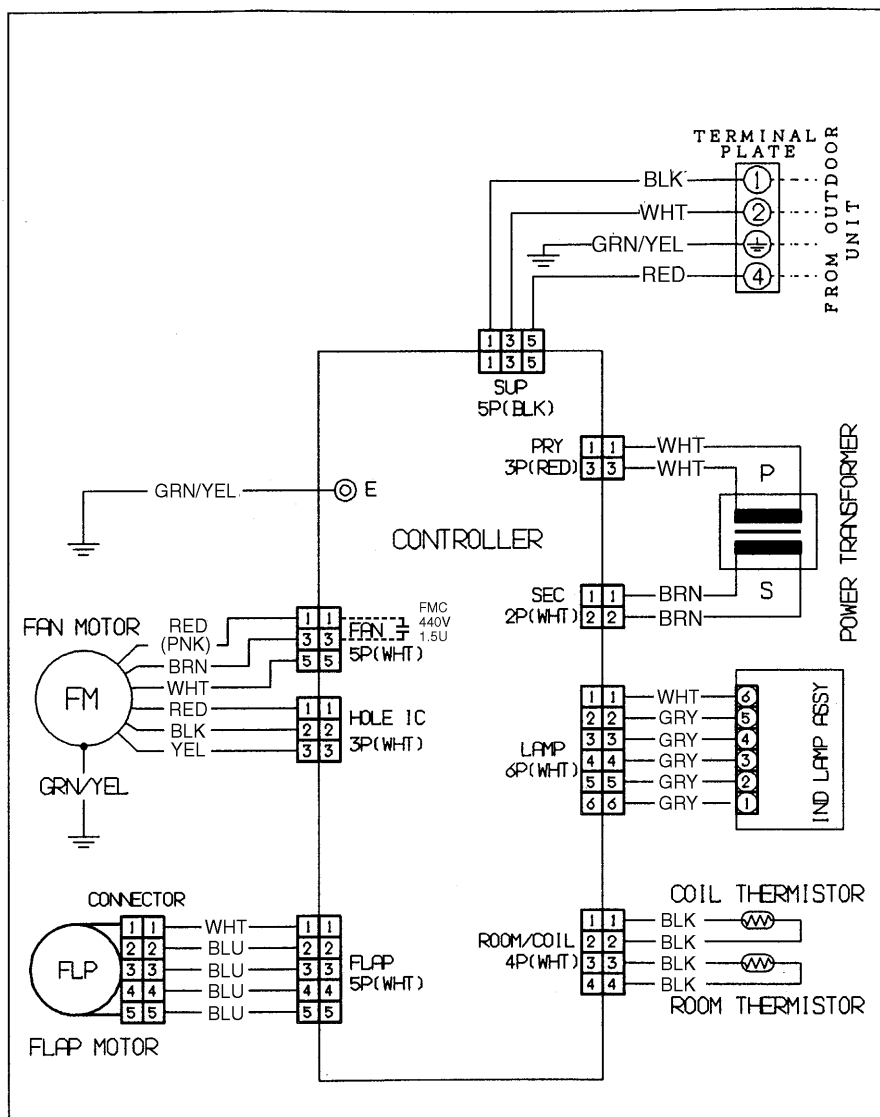 TERMINAL
PLATE
BLK 1
WHT 2
GRN/YEL
RED 4
FROM OUTDOOR
UNIT
1 3 5
1 3 5
SUP
5P(BLK)
PRY 1 1 WHT
3P(RED) 3 3 WHT
P
S
POWER TRANSFORMER
GRN/YEL E
CONTROLLER
SEC 1 1 BRN
2P(WHT) 2 2 BRN
FAN MOTOR
FM
RED
(PNK) 1 1
BRN 3 3
WHT 5 5
FAN
5P(WHT)
FMC
440V
1.5U
RED 1 1
BLK 2 2
YEL 3 3
HOLE IC
3P(WHT)
GRN/YEL
LAMP
6P(WHT)
1 1 WHT 6
2 2 GRY 5
3 3 GRY 4
4 4 GRY 3
5 5 GRY 2
6 6 GRY 1
IND LAMP ASSY
CONNECTOR
FLP
1 1 WHT 1 1
2 2 BLU 2 2
3 3 BLU 3 3
4 4 BLU 4 4
5 5 BLU 5 5
FLAP
5P(WHT)
FLAP MOTOR
COIL THERMISTOR
ROOM/COIL
4P(WHT)
1 1 BLK
2 2 BLK
3 3 BLK
4 4 BLK
ROOM THERMISTOR